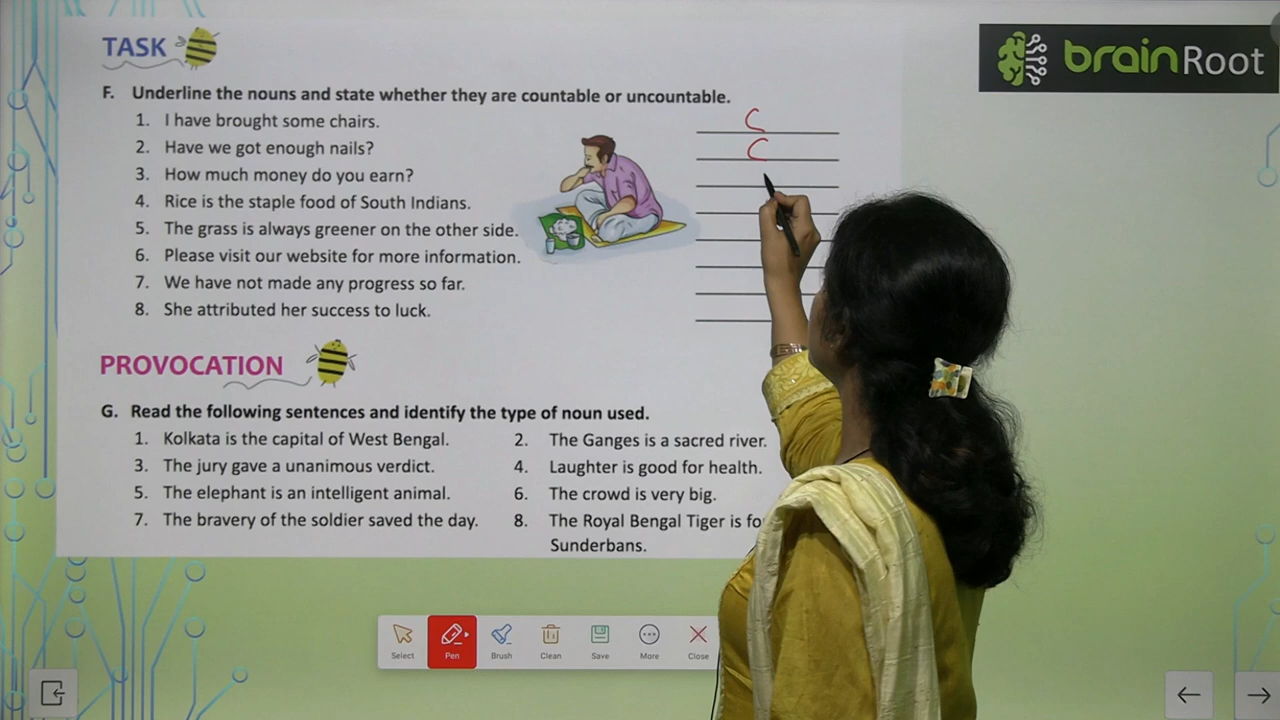 TASK
brainRoot
F. Underline the nouns and state whether they are countable or uncountable.
1. I have brought some chairs. C
2. Have we got enough nails? C
3. How much money do you earn?
4. Rice is the staple food of South Indians.
5. The grass is always greener on the other side.
6. Please visit our website for more information.
7. We have not made any progress so far.
8. She attributed her success to luck.
PROVOCATION
G. Read the following sentences and identify the type of noun used.
1. Kolkata is the capital of West Bengal. 2. The Ganges is a sacred river.
3. The jury gave a unanimous verdict. 4. Laughter is good for health.
5. The elephant is an intelligent animal. 6. The crowd is very big.
7. The bravery of the soldier saved the day. 8. The Royal Bengal Tiger is
Sunderbans.
Select Pen Brush Clean Save More Close